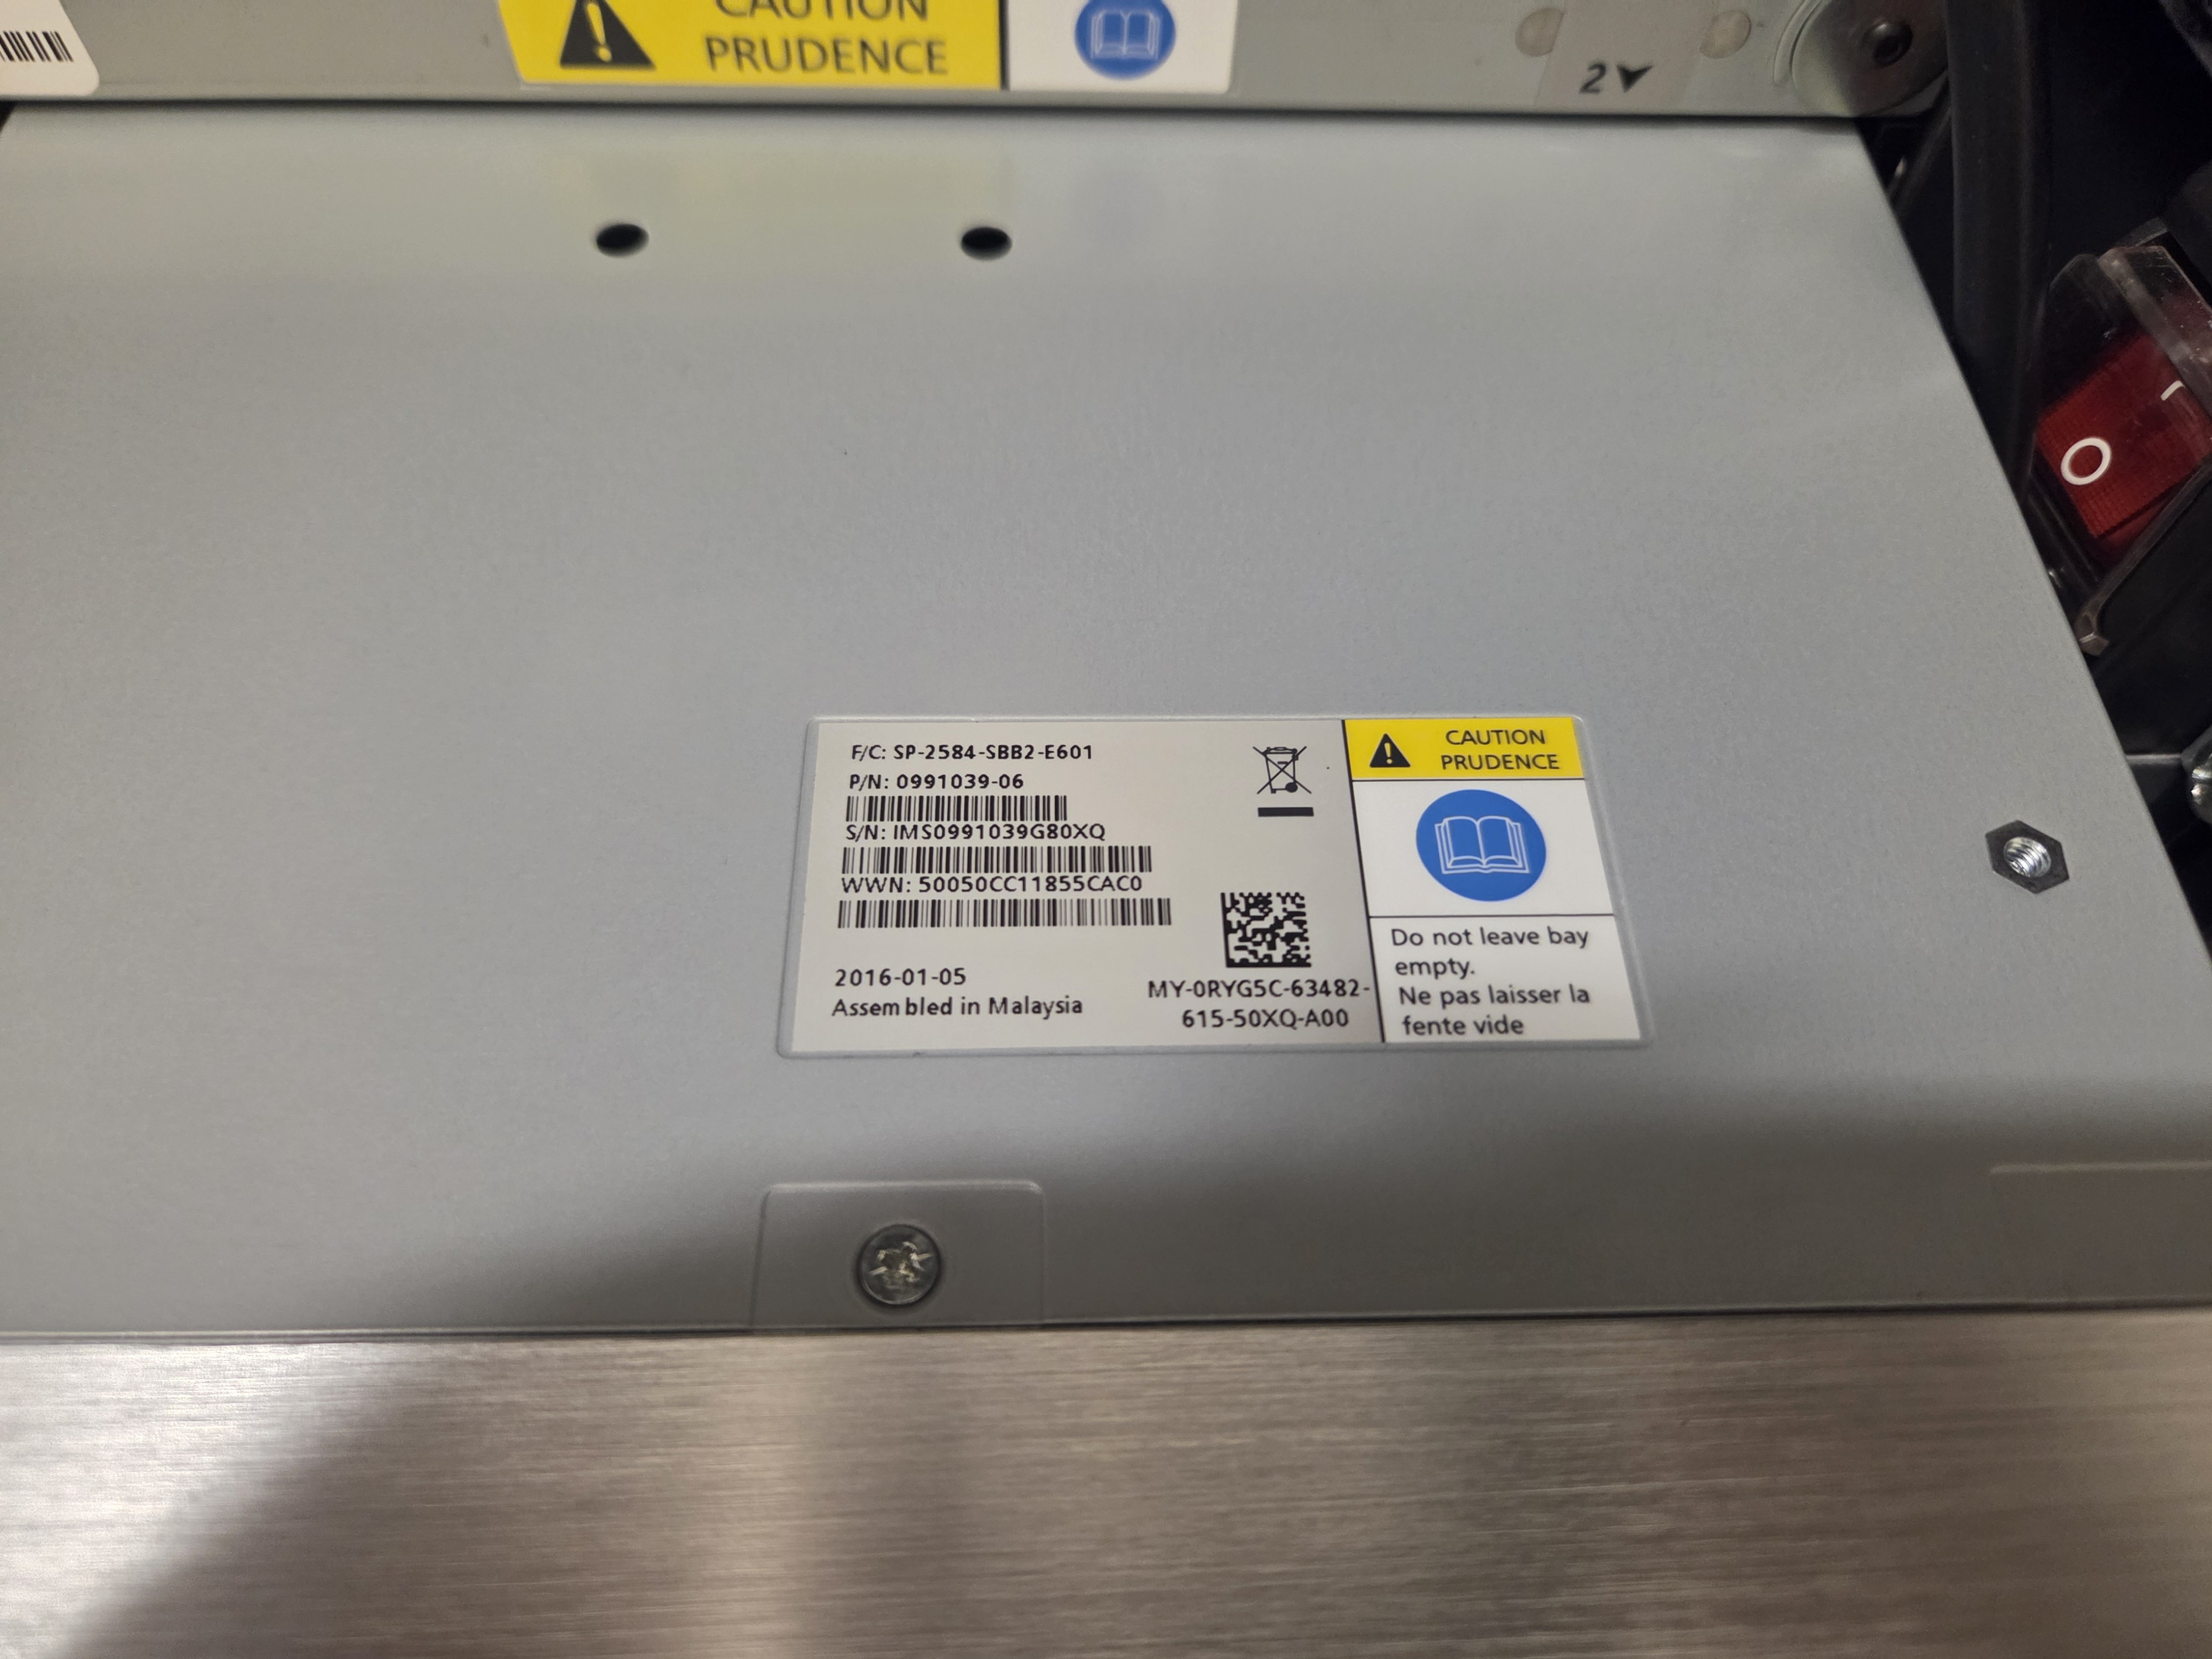 CAUTION
PRUDENCE
2
F/C: SP-2584-SBB2-E601
P/N: 0991039-06
S/N: IMS0991039G80XQ
WWN: 50050CC11855CAC0
2016-01-05
Assembled in Malaysia
MY-0RYG5C-63482-
615-50XQ-A00
CAUTION
PRUDENCE
Do not leave bay
empty.
Ne pas laisser la
fente vide